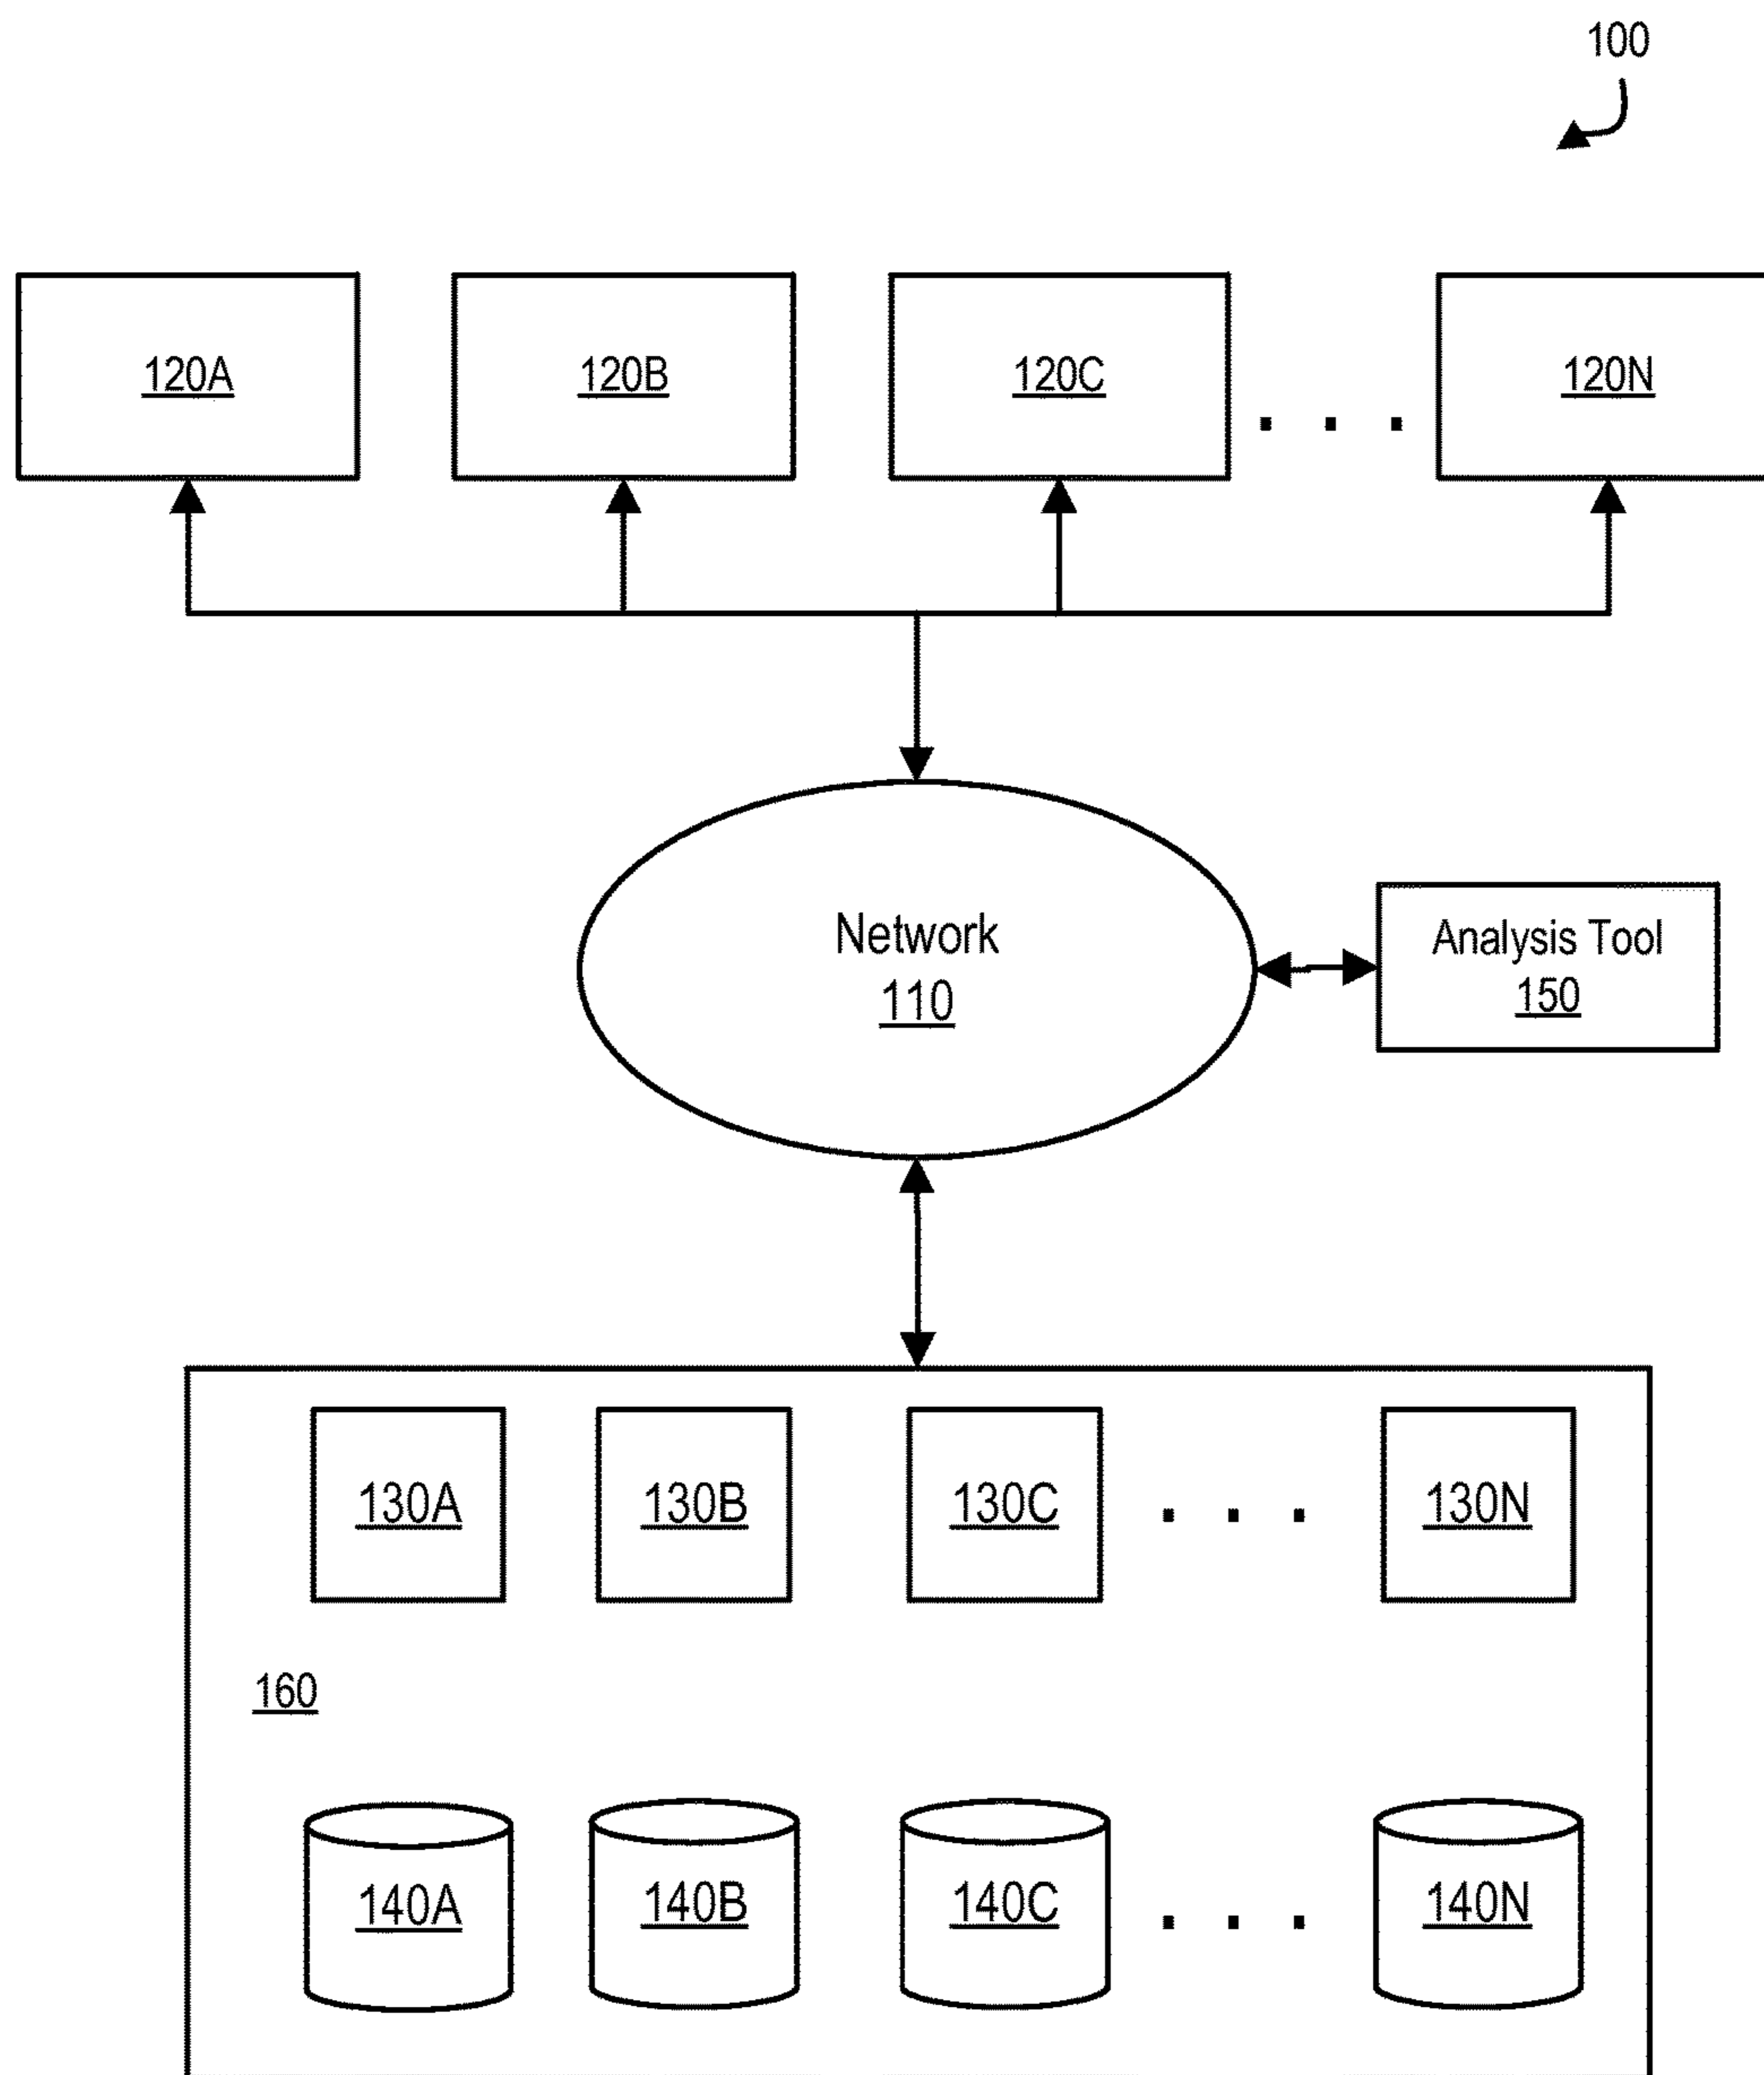 100
120A
120B
120C
. . .
120N
Network
110
Analysis Tool
150
130A
130B
130C
. . .
130N
160
140A
140B
140C
. . .
140N